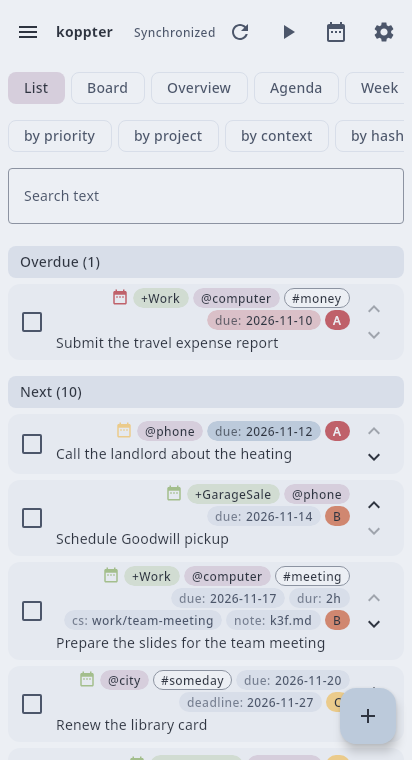 koppter Synchronized
List Board Overview Agenda Week
by priority by project by context by hash
Search text
Overdue (1)
+Work @computer #money
due: 2026-11-10 A
Submit the travel expense report
Next (10)
@phone due: 2026-11-12 A
Call the landlord about the heating
+GarageSale @phone
due: 2026-11-14 B
Schedule Goodwill pickup
+Work @computer #meeting
due: 2026-11-17 dur: 2h
cs: work/team-meeting note: k3f.md B
Prepare the slides for the team meeting
@city #someday due: 2026-11-20
deadline: 2026-11-27
Renew the library card